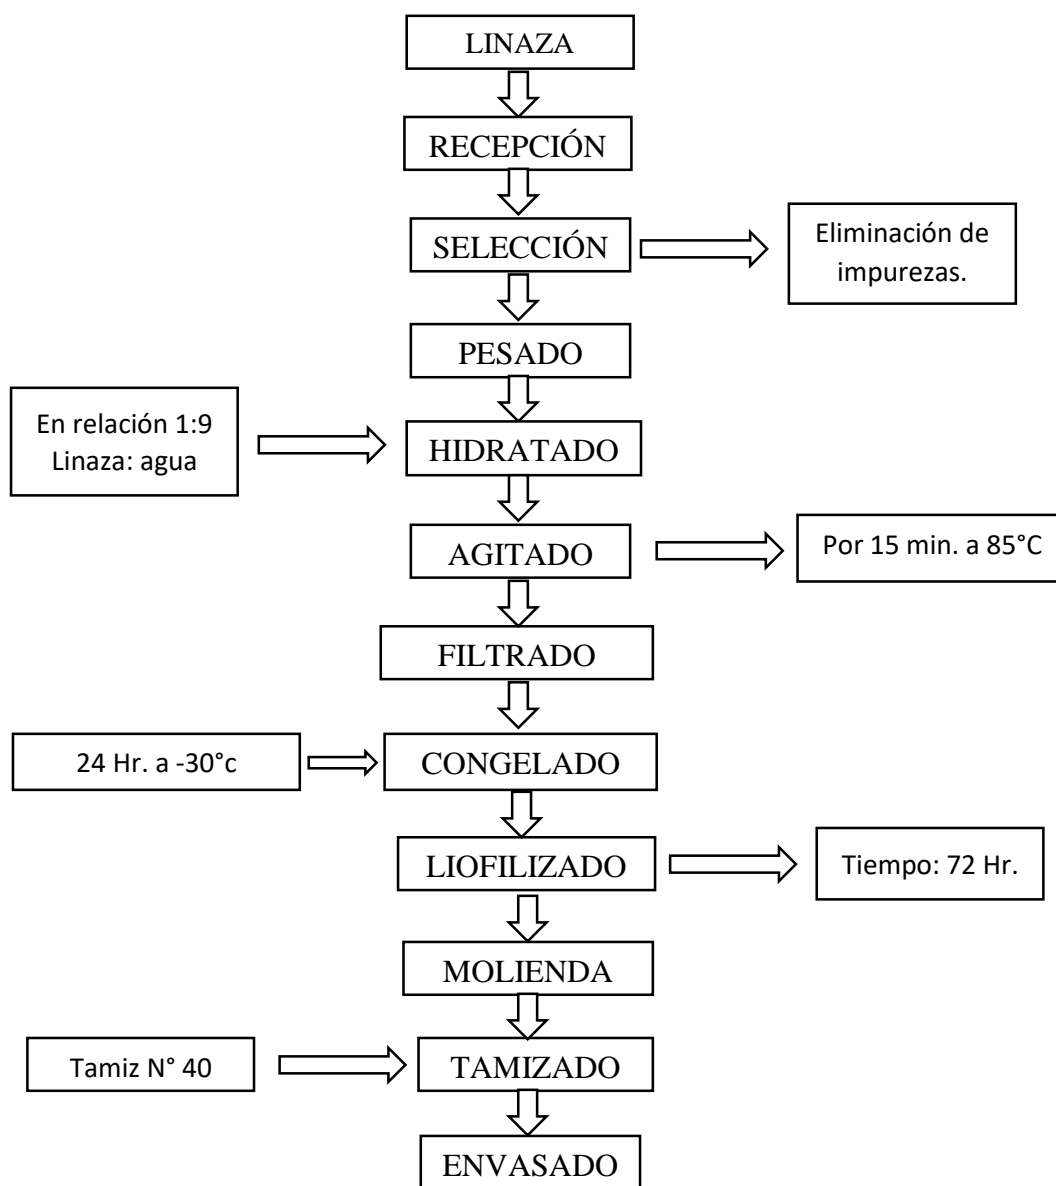 LINAZA
RECEPCIÓN
SELECCIÓN
Eliminación de
impurezas.
PESADO
En relación 1:9
Linaza: agua
HIDRATADO
AGITADO
Por 15 min. a 85°C
FILTRADO
24 Hr. a -30°c
CONGELADO
LIOFILIZADO
Tiempo: 72 Hr.
MOLIENDA
Tamiz N° 40
TAMIZADO
ENVASADO